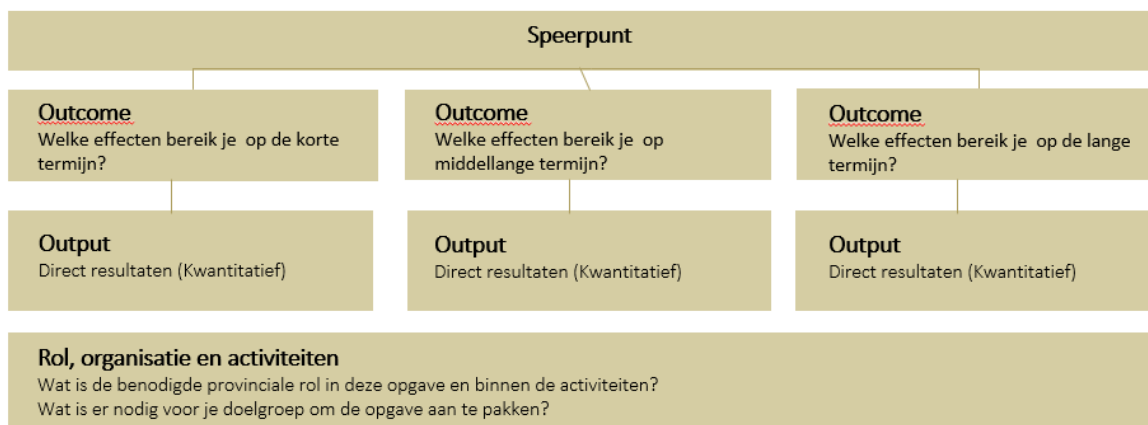 Speerpunt
Outcome
Welke effecten bereik je op de korte
termijn?
Outcome
Welke effecten bereik je op
middellange termijn?
Outcome
Welke effecten bereik je op de lange
termijn?
Output
Direct resultaten (Kwantitatief)
Output
Direct resultaten (Kwantitatief)
Output
Direct resultaten (Kwantitatief)
Rol, organisatie en activiteiten
Wat is de benodigde provinciale rol in deze opgave en binnen de activiteiten?
Wat is er nodig voor je doelgroep om de opgave aan te pakken?